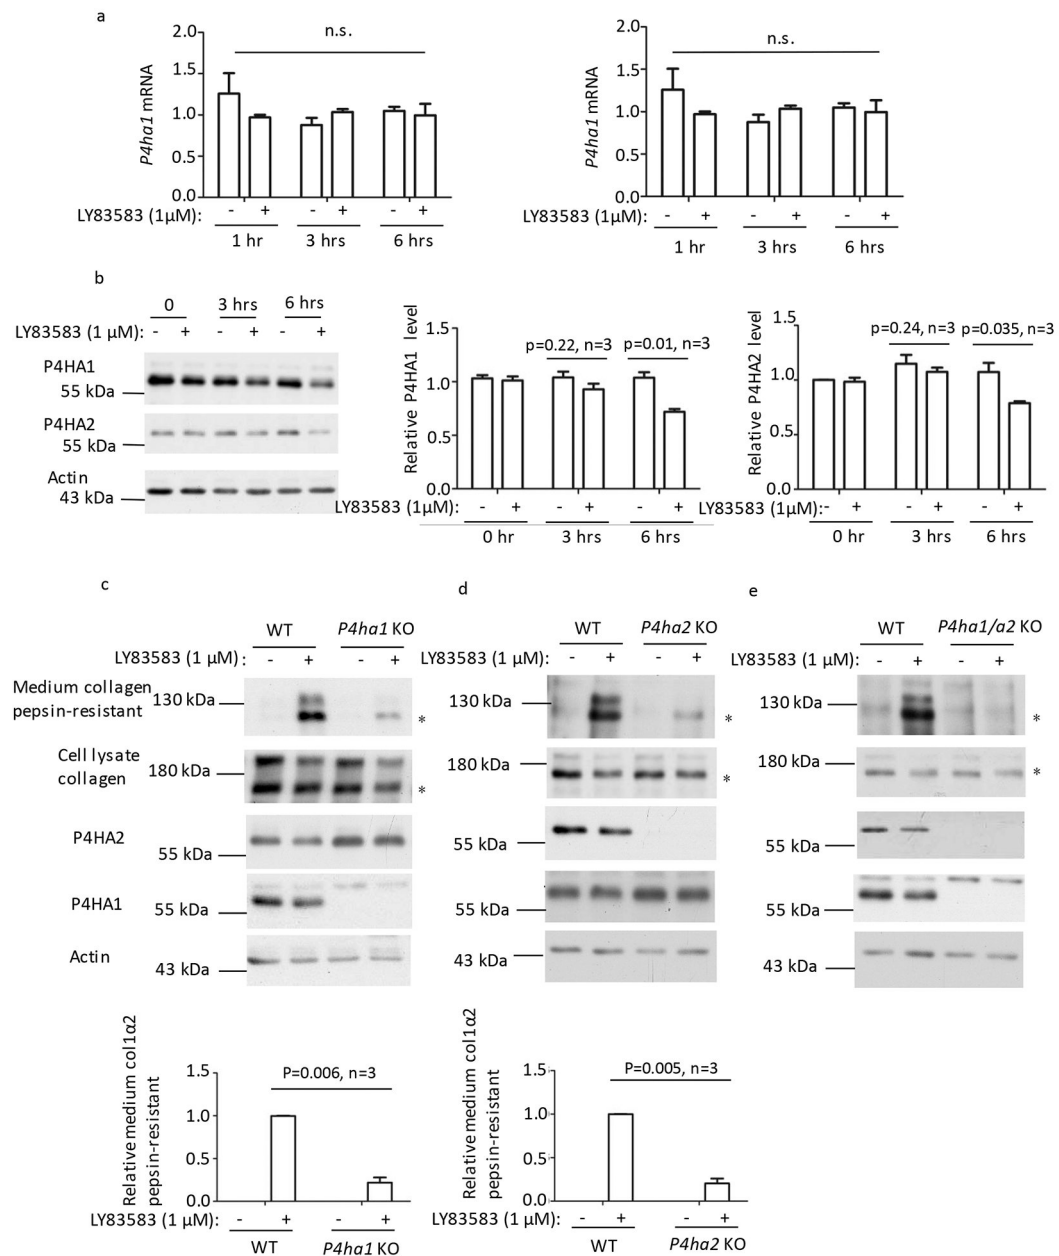 a
2.0
1.5
1.0
0.5
0.0
P4ha1 mRNA
n.s.
LY83583 (1µM): - + - + - +
1 hr 3 hrs 6 hrs
2.0
1.5
1.0
0.5
0.0
P4ha1 mRNA
n.s.
LY83583 (1µM): - + - + - +
1 hr 3 hrs 6 hrs
b
0 3 hrs 6 hrs
LY83583 (1 µM): - + - + - +
P4HA1
55 kDa
P4HA2
55 kDa
Actin
43 kDa
Relative P4HA1 level
1.5
1.0
0.5
0.0
p=0.22, n=3 p=0.01, n=3
LY83583 (1µM): - + - + - +
0 hr 3 hrs 6 hrs
Relative P4HA2 level
1.5
1.0
0.5
0.0
p=0.24, n=3 p=0.035, n=3
LY83583 (1µM):- + - + - +
0 hr 3 hrs 6 hrs
c
WT P4ha1 KO
LY83583 (1 µM): - + - +
Medium collagen
pepsin-resistant
130 kDa
*
Cell lysate
collagen
180 kDa
*
P4HA2
55 kDa
P4HA1
55 kDa
Actin
43 kDa
Relative medium col1α2
pepsin-resistant
1.5
1.0
0.5
0.0
P=0.006, n=3
LY83583 (1 µM): - + - +
WT P4ha1 KO
d
WT P4ha2 KO
LY83583 (1 µM): - + - +
130 kDa
*
180 kDa
*
55 kDa
55 kDa
43 kDa
Relative medium col1α2
pepsin-resistant
1.5
1.0
0.5
0.0
P=0.005, n=3
LY83583 (1 µM): - + - +
WT P4ha2 KO
e
WT P4ha1/a2 KO
LY83583 (1 µM): - + - +
130 kDa
*
180 kDa
*
55 kDa
55 kDa
43 kDa